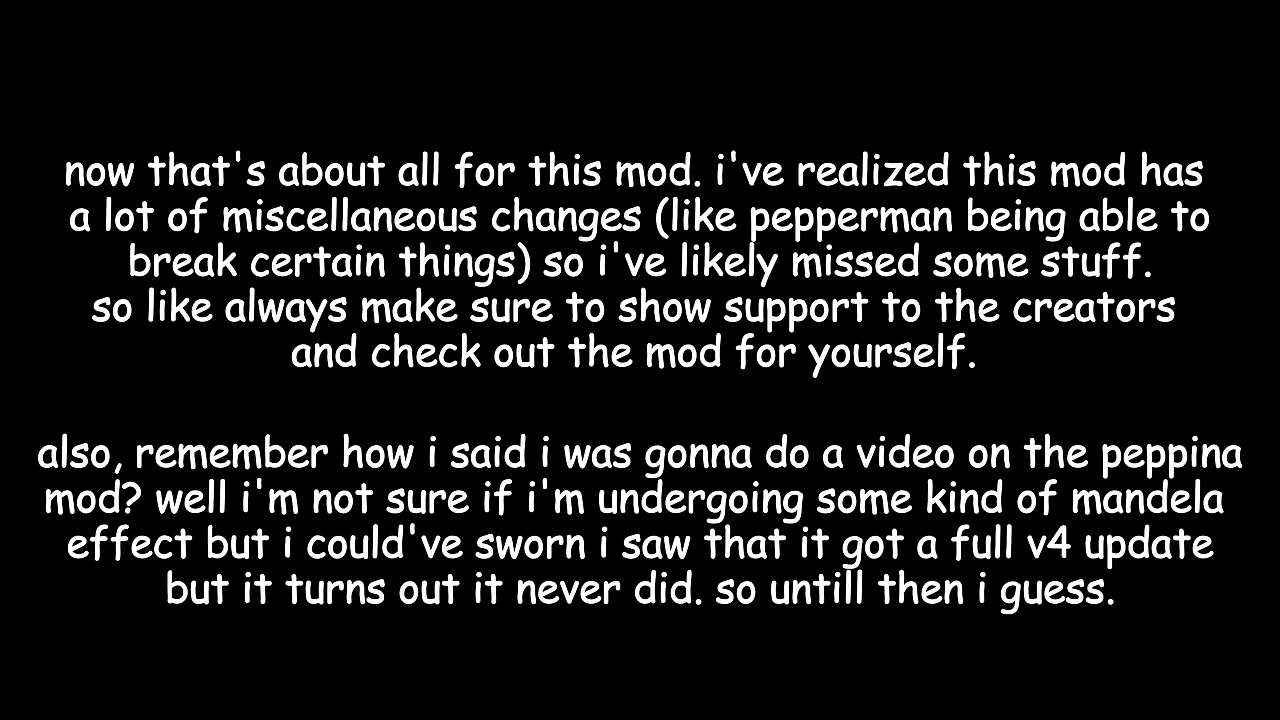 now that's about all for this mod. i've realized this mod has
a lot of miscellaneous changes (like pepperman being able to
break certain things) so i've likely missed some stuff.
so like always make sure to show support to the creators
and check out the mod for yourself.
also, remember how i said i was gonna do a video on the peppina
mod? well i'm not sure if i'm undergoing some kind of mandela
effect but i could've sworn i saw that it got a full v4 update
but it turns out it never did. so untill then i guess.